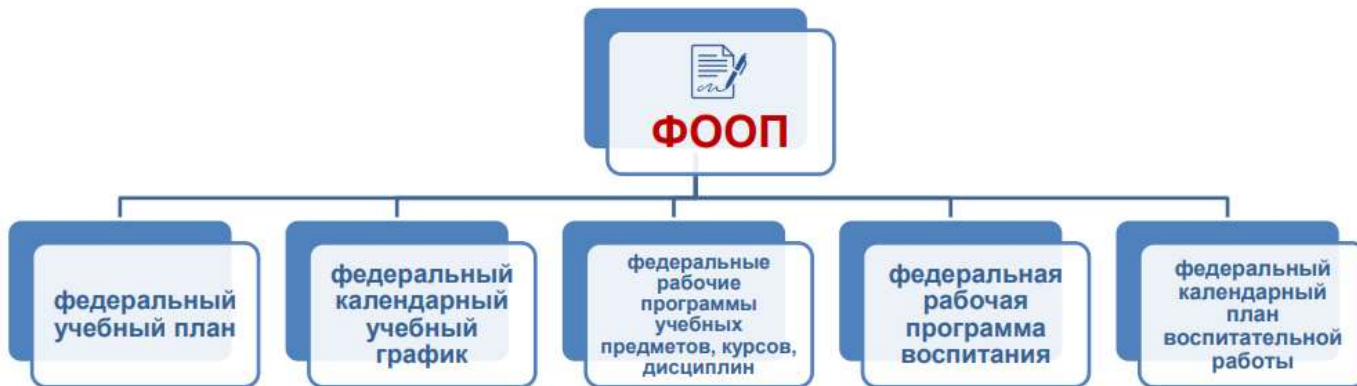 ФООП
федеральный
учебный план
федеральный
календарный
учебный
график
федеральные
рабочие
программы
учебных
предметов, курсов,
дисциплин
федеральная
рабочая
программа
воспитания
федеральный
календарный
план
воспитательной
работы